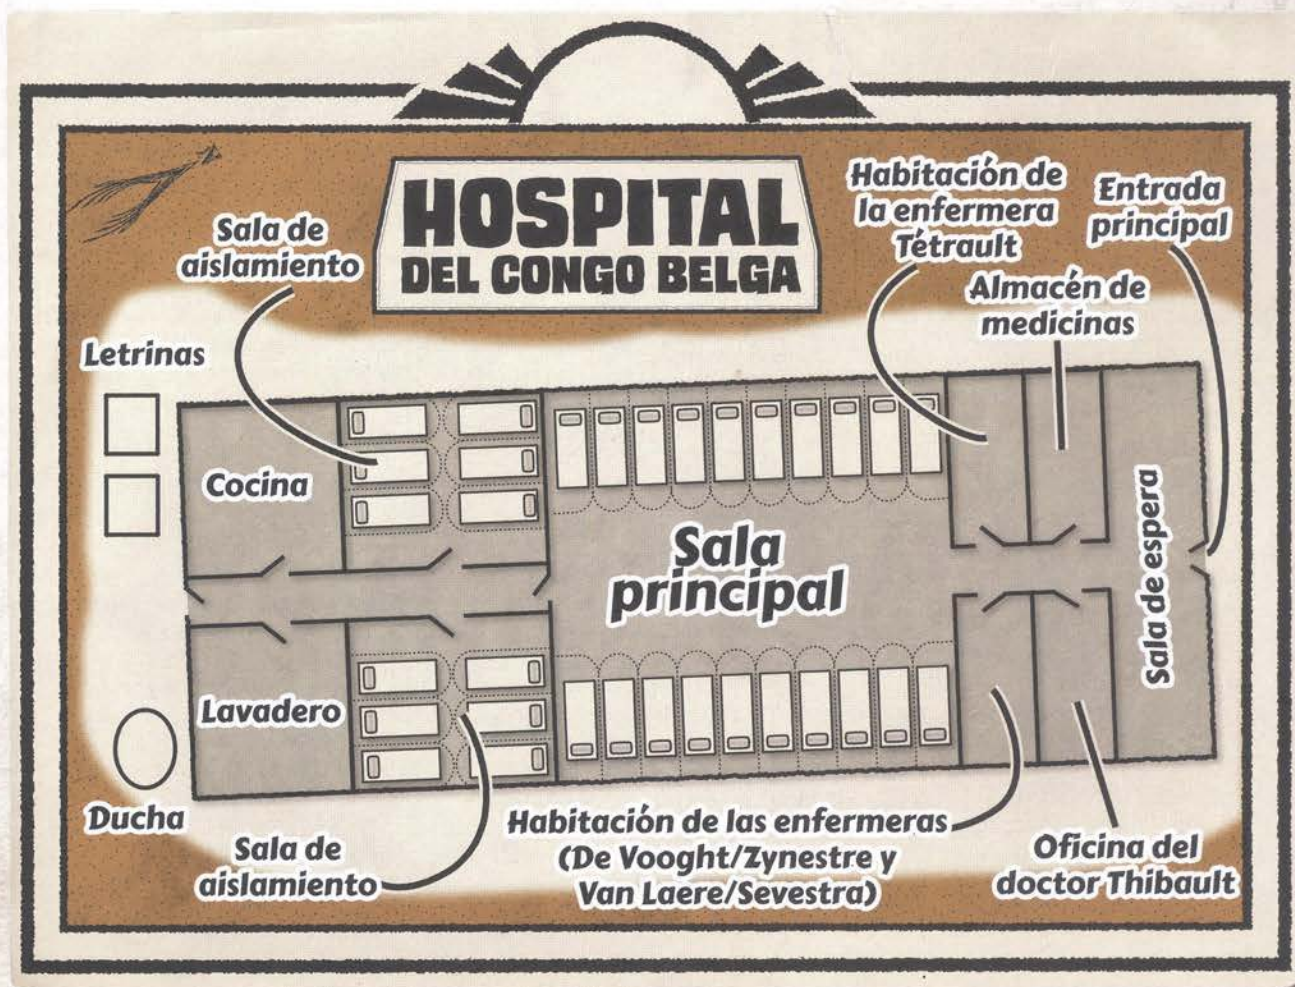 HOSPITAL
DEL CONGO BELGA
Sala de
aislamiento
Habitación de
la enfermera
Tétrault
Entrada
principal
Almacén de
medicinas
Letrinas
Cocina
Sala
principal
Sala de espera
Lavadero
Ducha
Sala de
aislamiento
Habitación de las enfermeras
(De Vooght/Zynestre y
Van Laere/Sevestra)
Oficina del
doctor Thibault